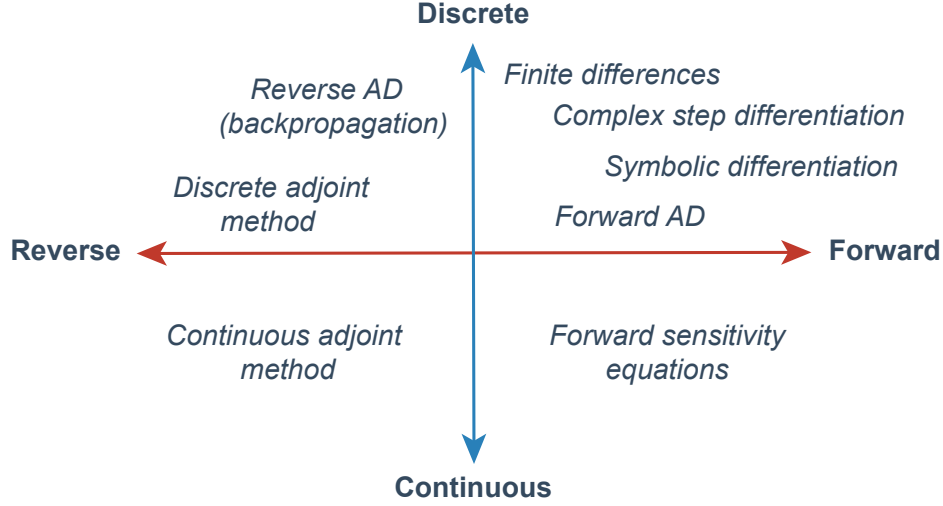 Discrete
Finite differences
Reverse AD
(backpropagation)
Complex step differentiation
Symbolic differentiation
Discrete adjoint
method
Forward AD
Reverse
Forward
Continuous adjoint
method
Forward sensitivity
equations
Continuous